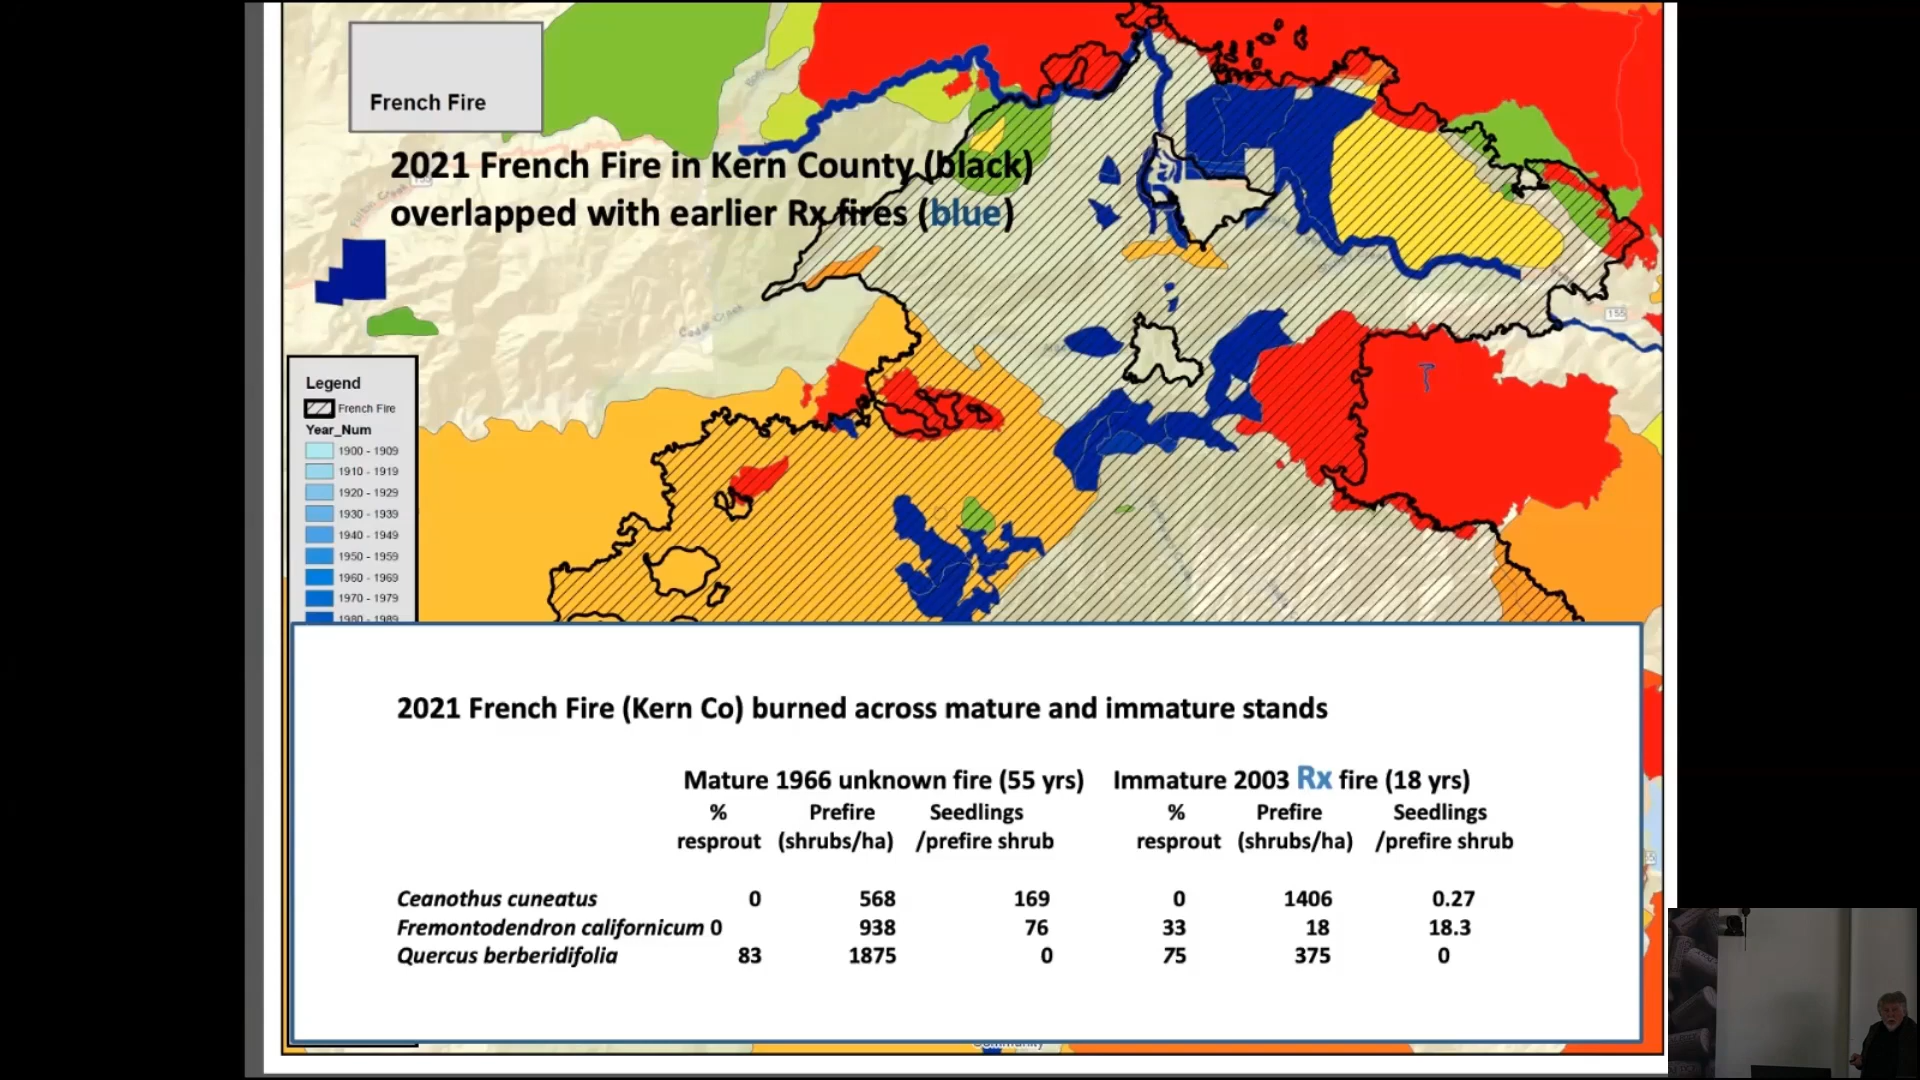 French Fire
2021 French Fire in Kern County (black)
overlapped with earlier Rx fires (blue)
155
Legend
French Fire
Year_Num
1900 - 1909
1910 - 1919
1920 - 1929
1930 - 1939
1940 - 1949
1950 - 1959
1960 - 1969
1970 - 1979
1980 - 1989
2021 French Fire (Kern Co) burned across mature and immature stands
Mature 1966 unknown fire (55 yrs) Immature 2003 Rx fire (18 yrs)
% Prefire Seedlings % Prefire Seedlings
resprout (shrubs/ha) /prefire shrub resprout (shrubs/ha) /prefire shrub
Ceanothus cuneatus 0 568 169 0 1406 0.27
Fremontodendron californicum 0 938 76 33 18 18.3
Quercus berberidifolia 83 1875 0 75 375 0
Community